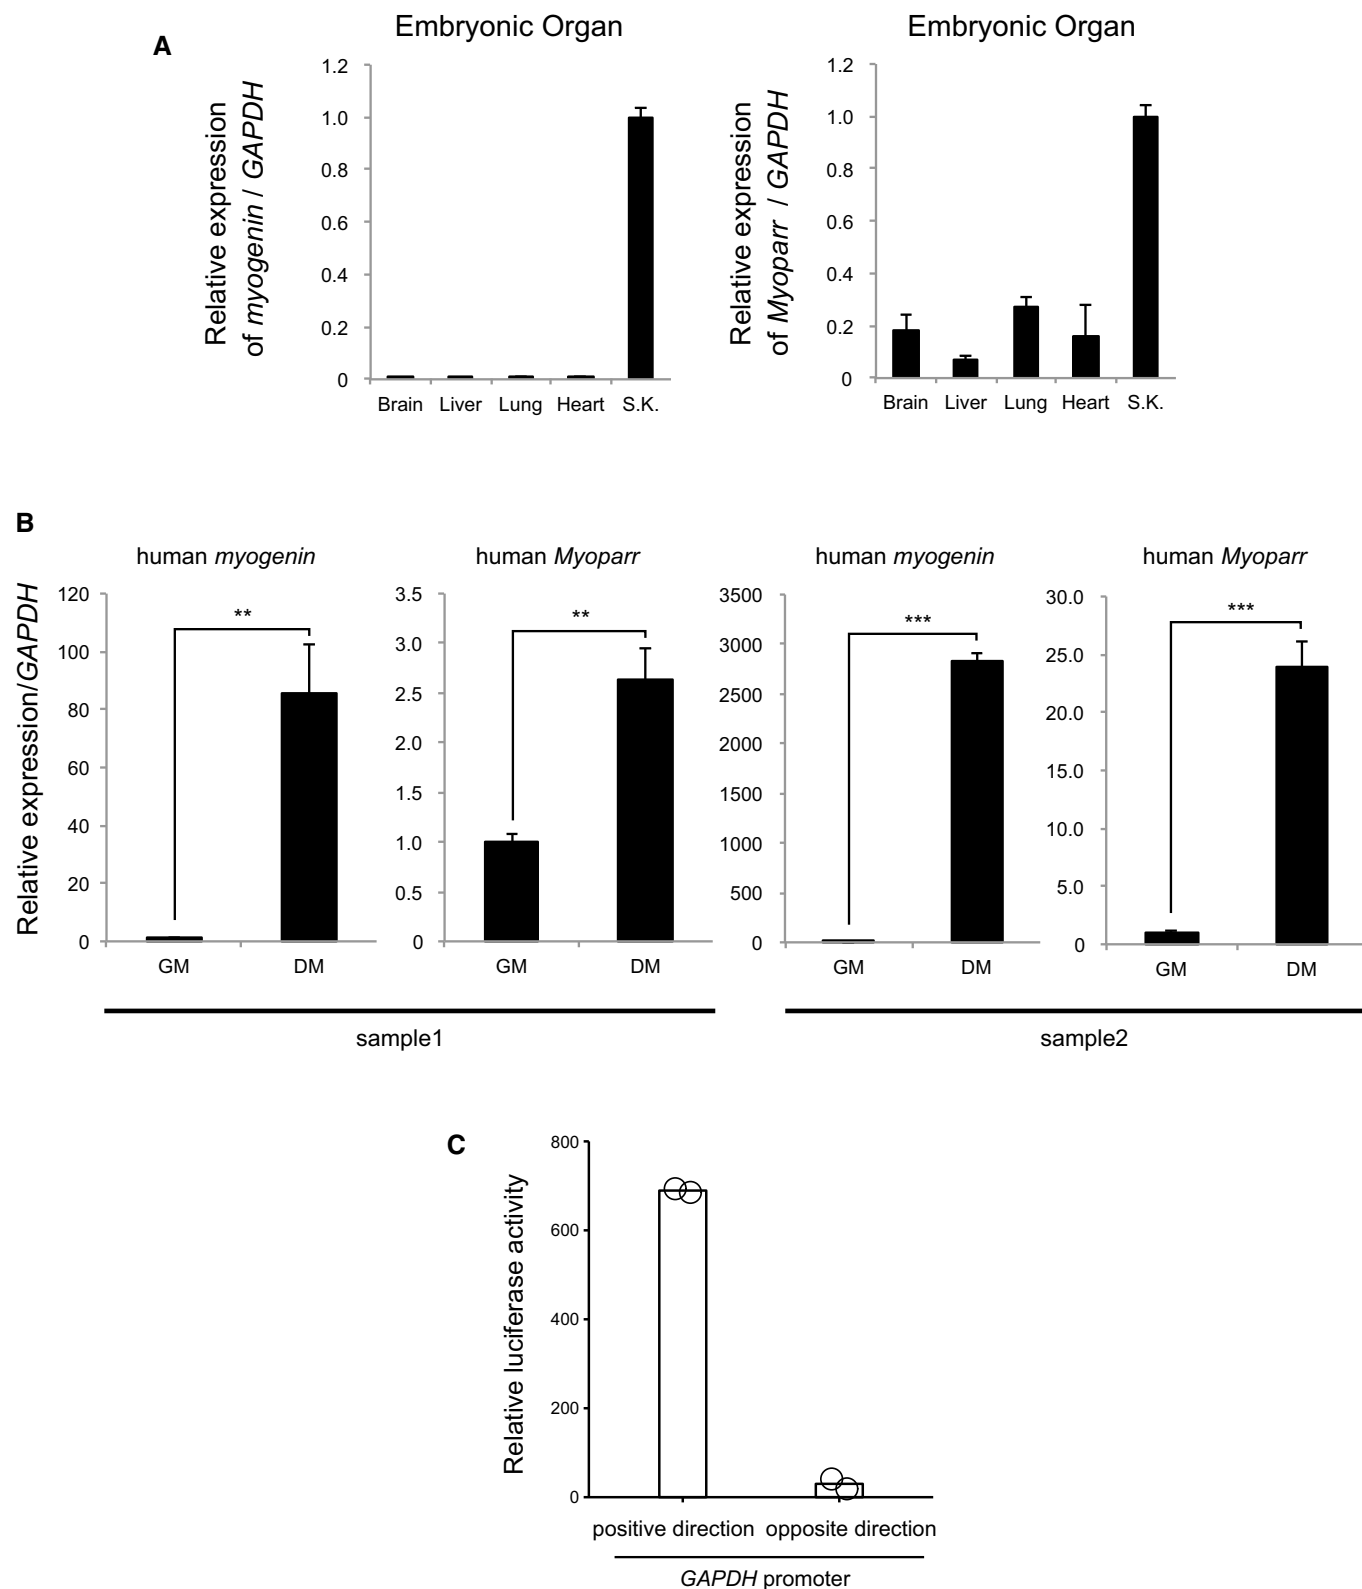 A
Embryonic Organ
Relative expression
of myogenin / GAPDH
1.2
1.0
0.8
0.6
0.4
0.2
0
Brain Liver Lung Heart S.K.
Embryonic Organ
Relative expression
of Myoparr / GAPDH
1.2
1.0
0.8
0.6
0.4
0.2
0
Brain Liver Lung Heart S.K.
B
Relative expression/GAPDH
human myogenin
120
100
80
60
40
20
0
**
GM DM
human Myoparr
3.5
3.0
2.5
2.0
1.5
1.0
0.5
0
**
GM DM
sample1
human myogenin
3500
3000
2500
2000
1500
1000
500
0
***
GM DM
human Myoparr
30.0
25.0
20.0
15.0
10.0
5.0
0
***
GM DM
sample2
C
Relative luciferase activity
800
600
400
200
0
positive direction opposite direction
GAPDH promoter